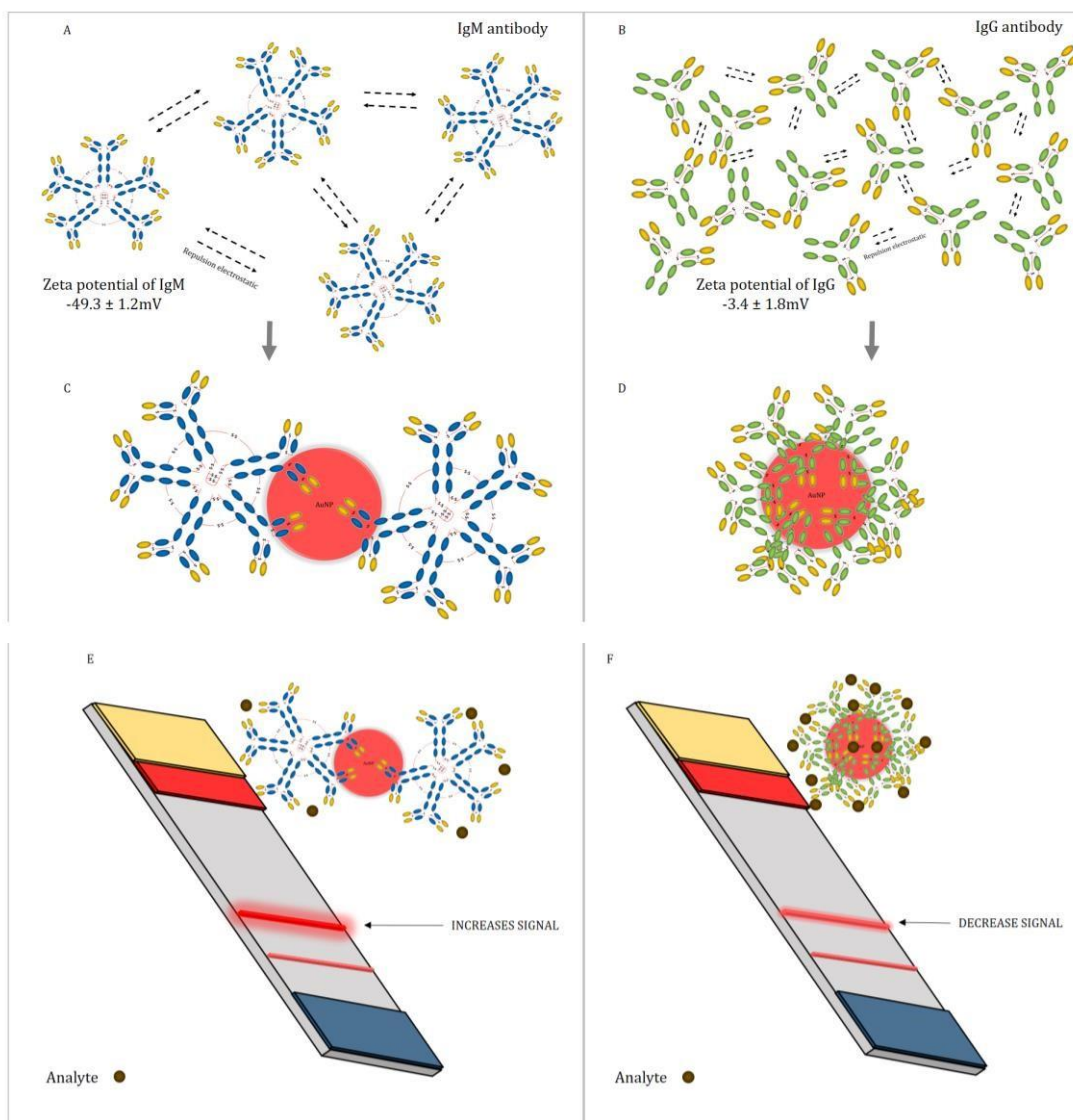 A
IgM antibody
Repulsion electrostatic
Zeta potential of IgM
-49.3 ± 1.2mV
B
IgG antibody
Repulsion electrostatic
Zeta potential of IgG
-3.4 ± 1.8mV
C
AuNP
D
AuNP
E
INCREASES SIGNAL
Analyte
F
DECREASE SIGNAL
Analyte